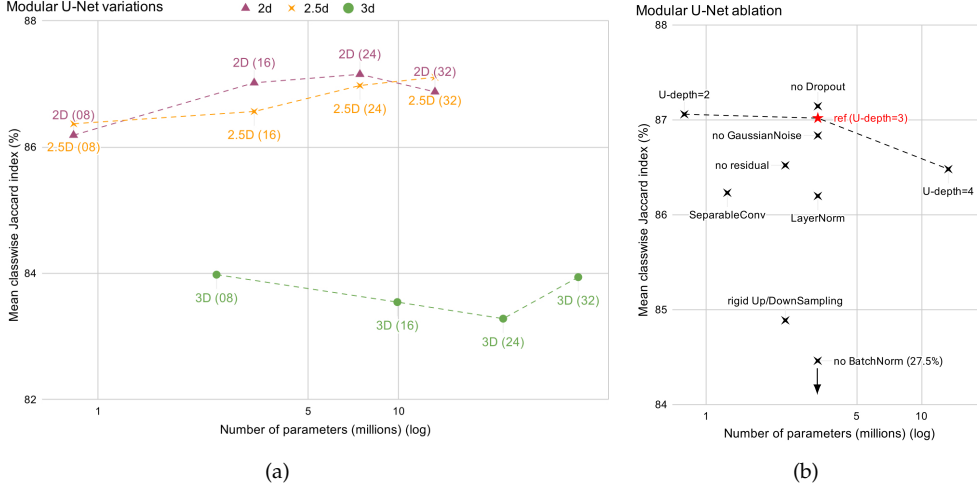 Modular U-Net variations
2d
2.5d
3d
Mean classwise Jaccard index (%)
88
86
84
82
2D (08)
2.5D (08)
2D (16)
2.5D (16)
2D (24)
2.5D (24)
2D (32)
2.5D (32)
3D (08)
3D (16)
3D (24)
3D (32)
1
5
10
Number of parameters (millions) (log)
(a)
Modular U-Net ablation
Mean classwise Jaccard index (%)
88
87
86
85
84
U-depth=2
no Dropout
ref (U-depth=3)
no GaussianNoise
no residual
U-depth=4
SeparableConv
LayerNorm
rigid Up/DownSampling
no BatchNorm (27.5%)
1
5
10
Number of parameters (millions) (log)
(b)